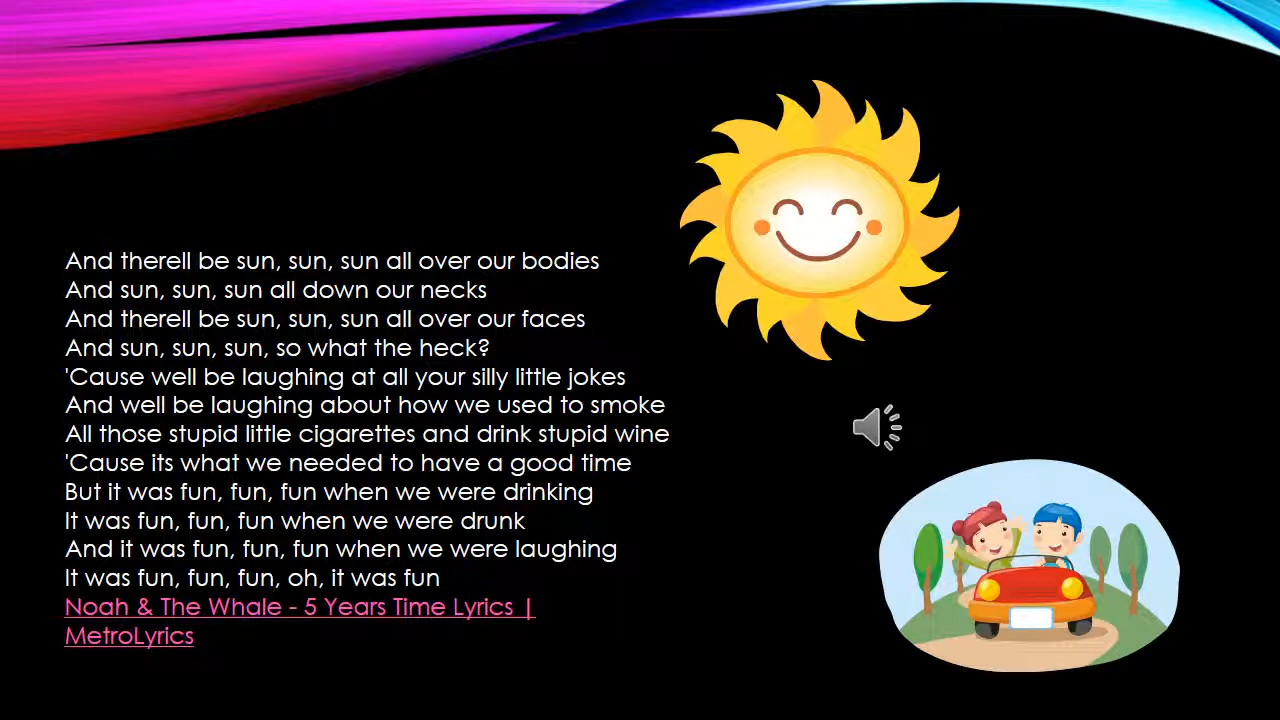 And therell be sun, sun, sun all over our bodies
And sun, sun, sun all down our necks
And therell be sun, sun, sun all over our faces
And sun, sun, sun, so what the heck?
'Cause well be laughing at all your silly little jokes
And well be laughing about how we used to smoke
All those stupid little cigarettes and drink stupid wine
'Cause its what we needed to have a good time
But it was fun, fun, fun when we were drinking
It was fun, fun, fun when we were drunk
And it was fun, fun, fun when we were laughing
It was fun, fun, fun, oh, it was fun
Noah & The Whale - 5 Years Time Lyrics |
MetroLyrics